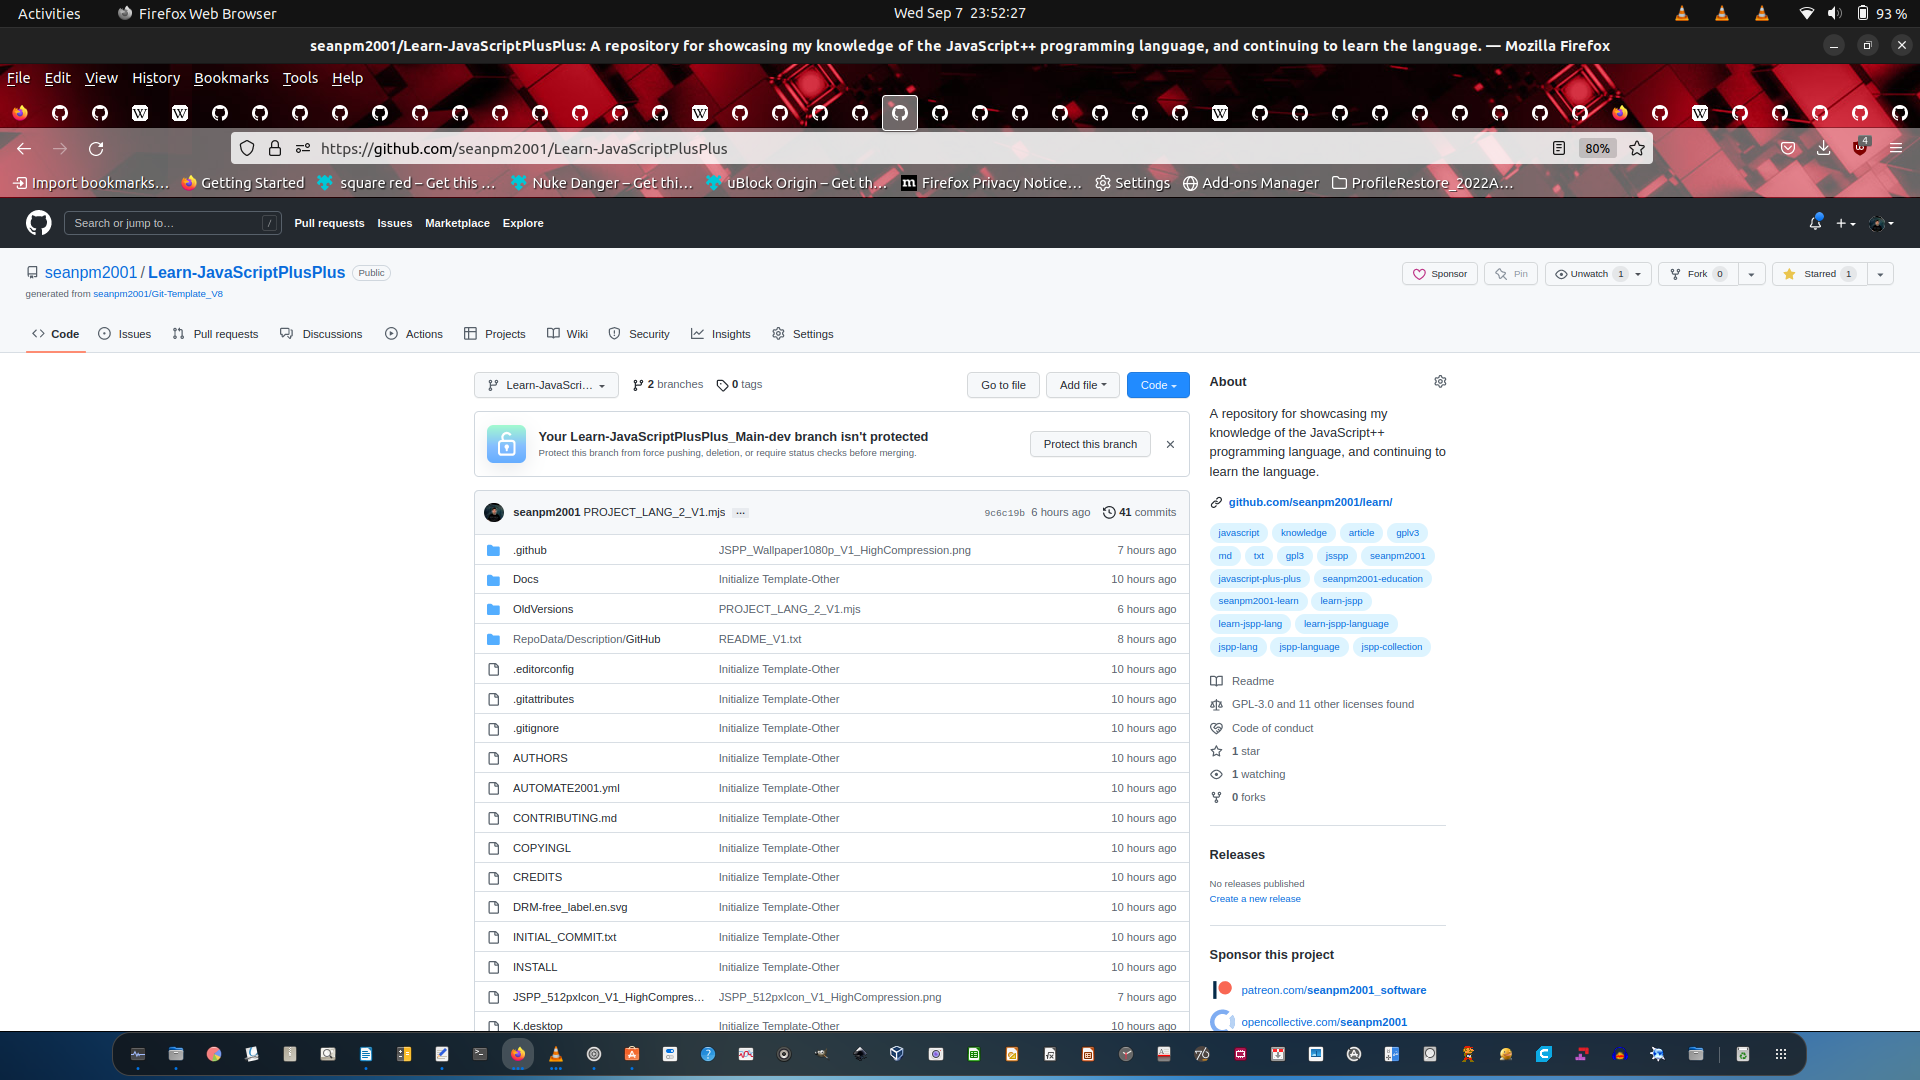 Activities
Firefox Web Browser
Wed Sep 7  23:52:27
93 %
seanpm2001/Learn-JavaScriptPlusPlus: A repository for showcasing my knowledge of the JavaScript++ programming language, and continuing to learn the language. — Mozilla Firefox
File Edit View History Bookmarks Tools Help
https://github.com/seanpm2001/Learn-JavaScriptPlusPlus
80%
4
Import bookmarks…
Getting Started
square red – Get this …
Nuke Danger – Get thi…
uBlock Origin – Get th…
Firefox Privacy Notice…
Settings
Add-ons Manager
ProfileRestore_2022A…
Search or jump to…
/
Pull requests Issues Marketplace Explore
seanpm2001 / Learn-JavaScriptPlusPlus Public
Sponsor
Pin
Unwatch 1
Fork 0
Starred 1
generated from seanpm2001/Git-Template_V8
Code Issues Pull requests Discussions Actions Projects Wiki Security Insights Settings
Learn-JavaScri…
2 branches
0 tags
Go to file
Add file
Code
Your Learn-JavaScriptPlusPlus_Main-dev branch isn't protected
Protect this branch from force pushing, deletion, or require status checks before merging.
Protect this branch
seanpm2001 PROJECT_LANG_2_V1.mjs … 9c6c19b 6 hours ago 41 commits
.github JSPP_Wallpaper1080p_V1_HighCompression.png 7 hours ago
Docs Initialize Template-Other 10 hours ago
OldVersions PROJECT_LANG_2_V1.mjs 6 hours ago
RepoData/Description/GitHub README_V1.txt 8 hours ago
.editorconfig Initialize Template-Other 10 hours ago
.gitattributes Initialize Template-Other 10 hours ago
.gitignore Initialize Template-Other 10 hours ago
AUTHORS Initialize Template-Other 10 hours ago
AUTOMATE2001.yml Initialize Template-Other 10 hours ago
CONTRIBUTING.md Initialize Template-Other 10 hours ago
COPYINGL Initialize Template-Other 10 hours ago
CREDITS Initialize Template-Other 10 hours ago
DRM-free_label.en.svg Initialize Template-Other 10 hours ago
INITIAL_COMMIT.txt Initialize Template-Other 10 hours ago
INSTALL Initialize Template-Other 10 hours ago
JSPP_512pxIcon_V1_HighCompres… JSPP_512pxIcon_V1_HighCompression.png 7 hours ago
K.desktop Initialize Template-Other 10 hours ago
About
A repository for showcasing my
knowledge of the JavaScript++
programming language, and continuing to
learn the language.
github.com/seanpm2001/learn/
javascript knowledge article gplv3
md txt gpl3 jsspp seanpm2001
javascript-plus-plus seanpm2001-education
seanpm2001-learn learn-jspp
learn-jspp-lang learn-jspp-language
jspp-lang jspp-language jspp-collection
Readme
GPL-3.0 and 11 other licenses found
Code of conduct
1 star
1 watching
0 forks
Releases
No releases published
Create a new release
Sponsor this project
patreon.com/seanpm2001_software
opencollective.com/seanpm2001